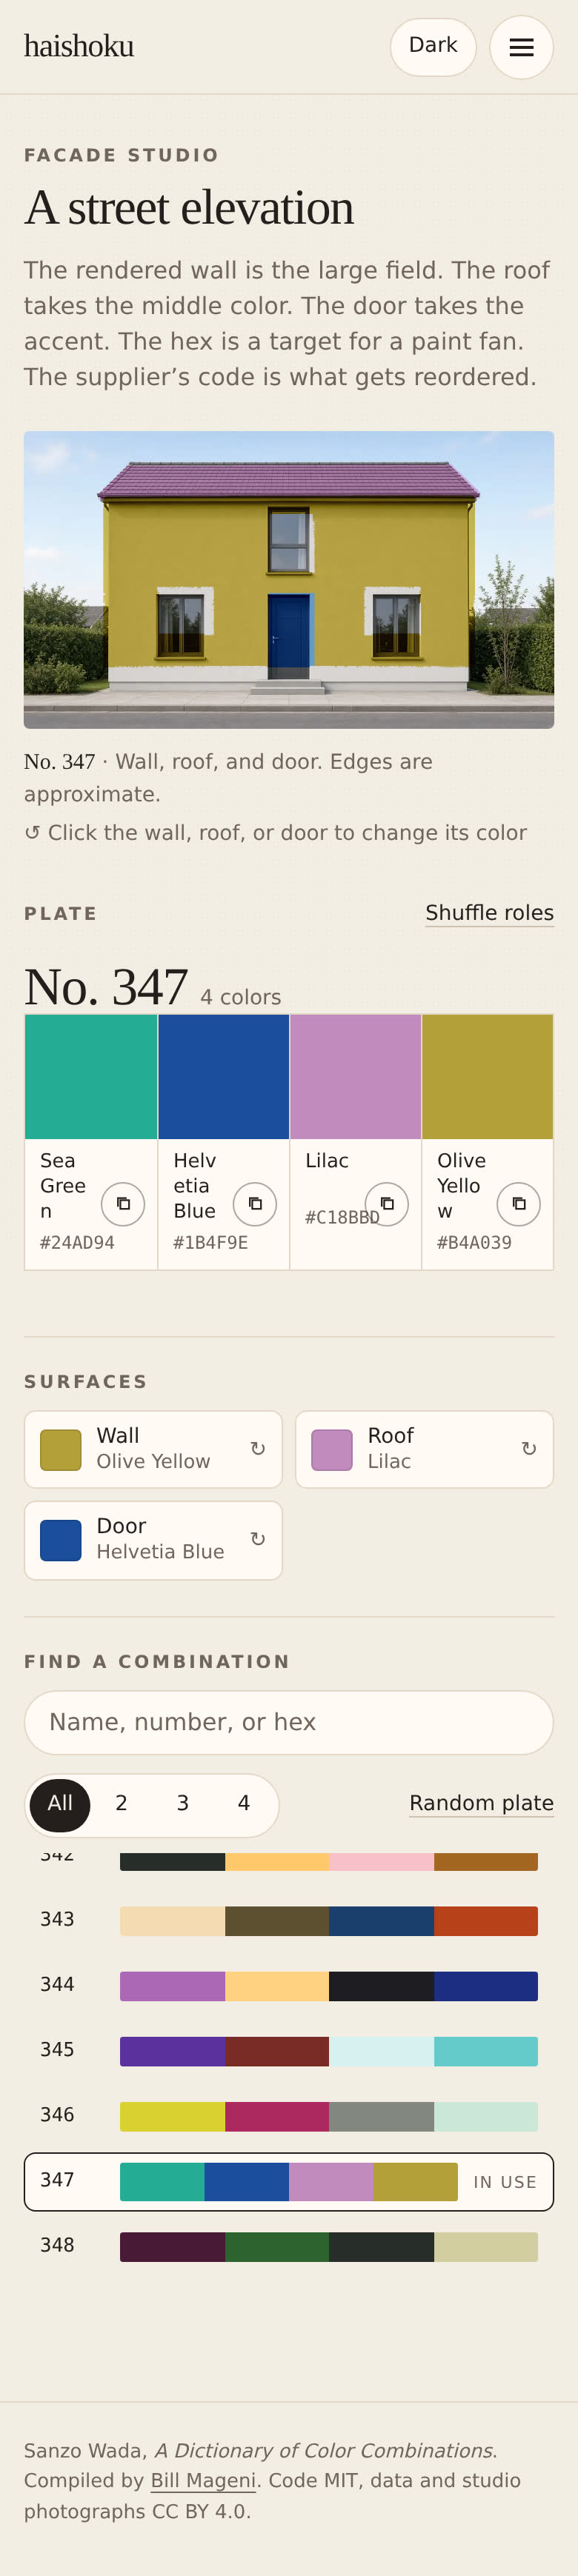 haishoku
Dark
FACADE STUDIO
A street elevation
The rendered wall is the large field. The roof
takes the middle color. The door takes the
accent. The hex is a target for a paint fan.
The supplier’s code is what gets reordered.
No. 347 · Wall, roof, and door. Edges are
approximate.
↺ Click the wall, roof, or door to change its color
PLATE
Shuffle roles
No. 347 4 colors
Sea
Gree
n
#24AD94
Helv
etia
Blue
#1B4F9E
Lilac
#C18BBD
Olive
Yello
w
#B4A039
SURFACES
Wall
Olive Yellow
↻
Roof
Lilac
↻
Door
Helvetia Blue
↻
FIND A COMBINATION
Name, number, or hex
All 2 3 4
Random plate
342
343
344
345
346
347 IN USE
348
Sanzo Wada, A Dictionary of Color Combinations.
Compiled by Bill Mageni. Code MIT, data and studio
photographs CC BY 4.0.